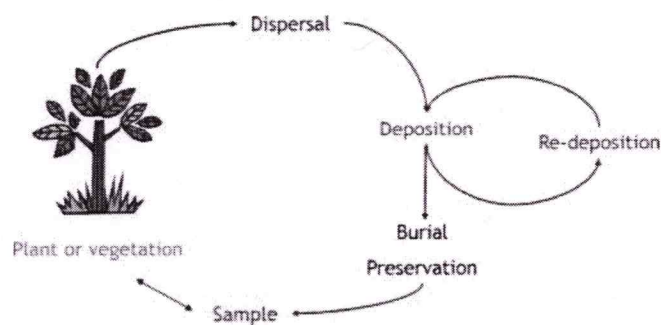 Dispersal
Deposition
Re-deposition
Burial
Preservation
Plant or vegetation
Sample